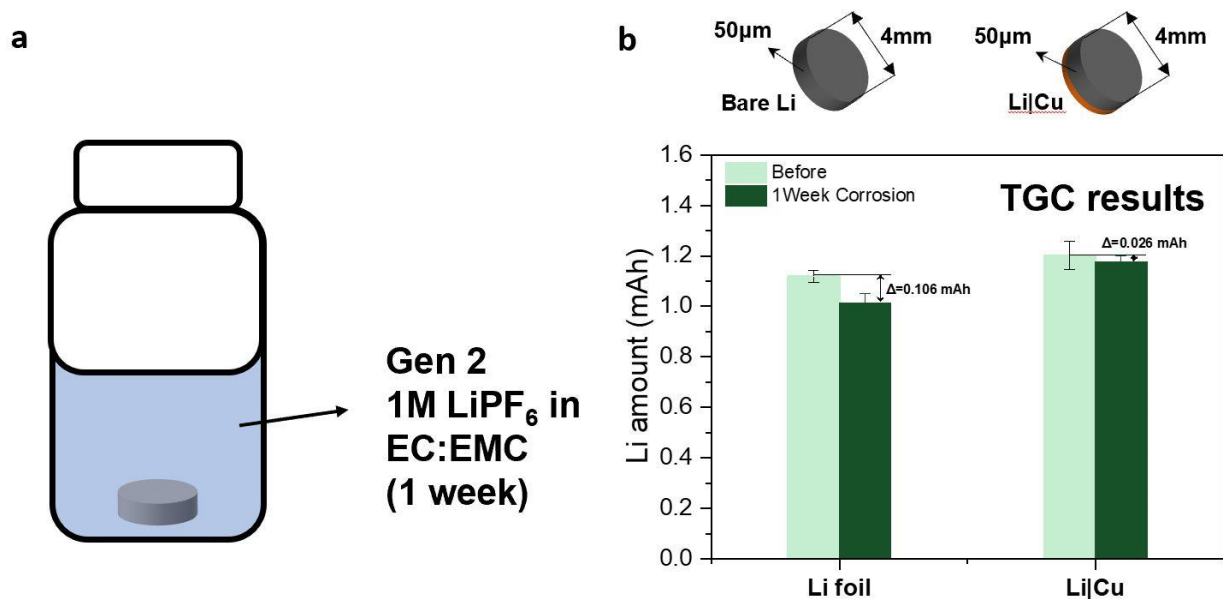 a
Gen 2
1M LiPF₆ in
EC:EMC
(1 week)
b
50µm
4mm
Bare Li
50µm
4mm
Li|Cu
Before
1Week Corrosion
TGC results
Δ=0.106 mAh
Δ=0.026 mAh
Li amount (mAh)
1.6
1.4
1.2
1.0
0.8
0.6
0.4
0.2
0.0
Li foil
Li|Cu